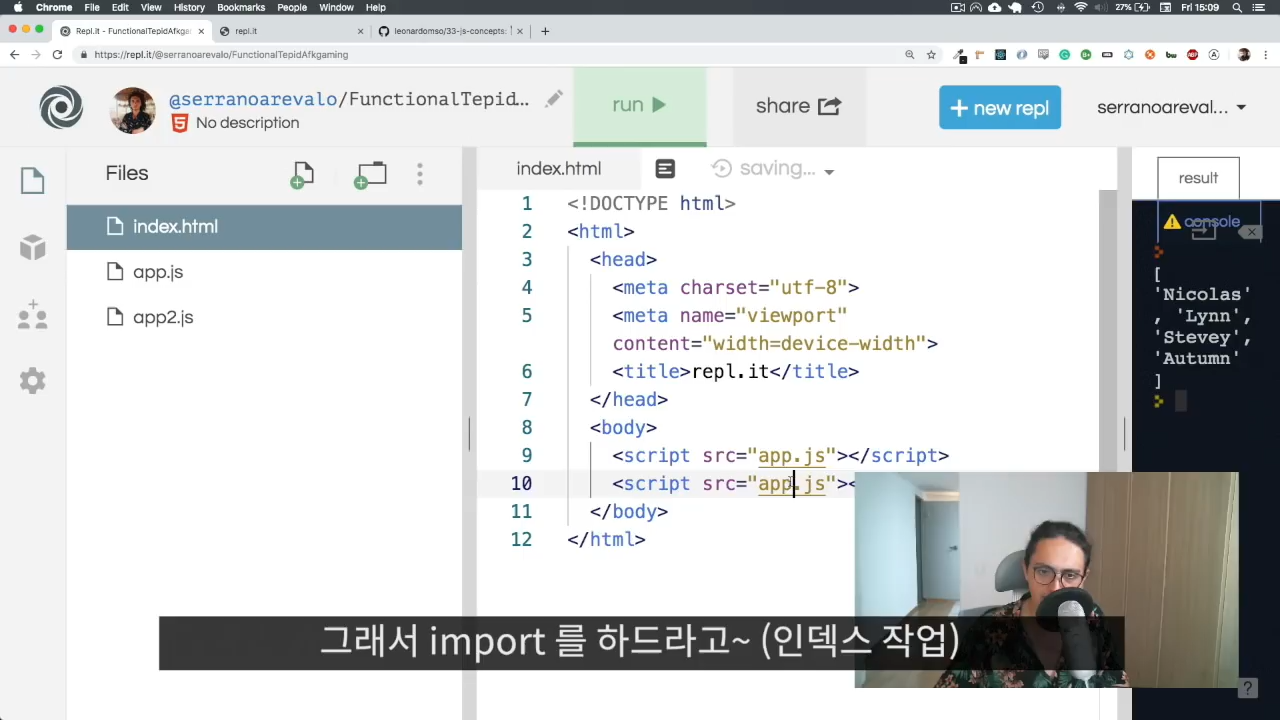 Chrome File Edit View History Bookmarks People Window Help 27% Fri 15:09
Repl.it - FunctionalTepidAfkga
repl.it
leonardomso/33-js-concepts:
https://repl.it/@serranoarevalo/FunctionalTepidAfkgaming
@serranoarevalo/FunctionalTepid...
No description
run
share
+ new repl
serranoareval...
Files
index.html
app.js
app2.js
index.html
saving...
1 <!DOCTYPE html>
2 <html>
3 <head>
4 <meta charset="utf-8">
5 <meta name="viewport"
content="width=device-width">
6 <title>repl.it</title>
7 </head>
8 <body>
9 <script src="app.js"></script>
10 <script src="app.js"><
11 </body>
12 </html>
result
console
[
'Nicolas'
, 'Lynn',
'Stevey',
'Autumn'
]
그래서 import 를 하드라고~ (인덱스 작업)
?